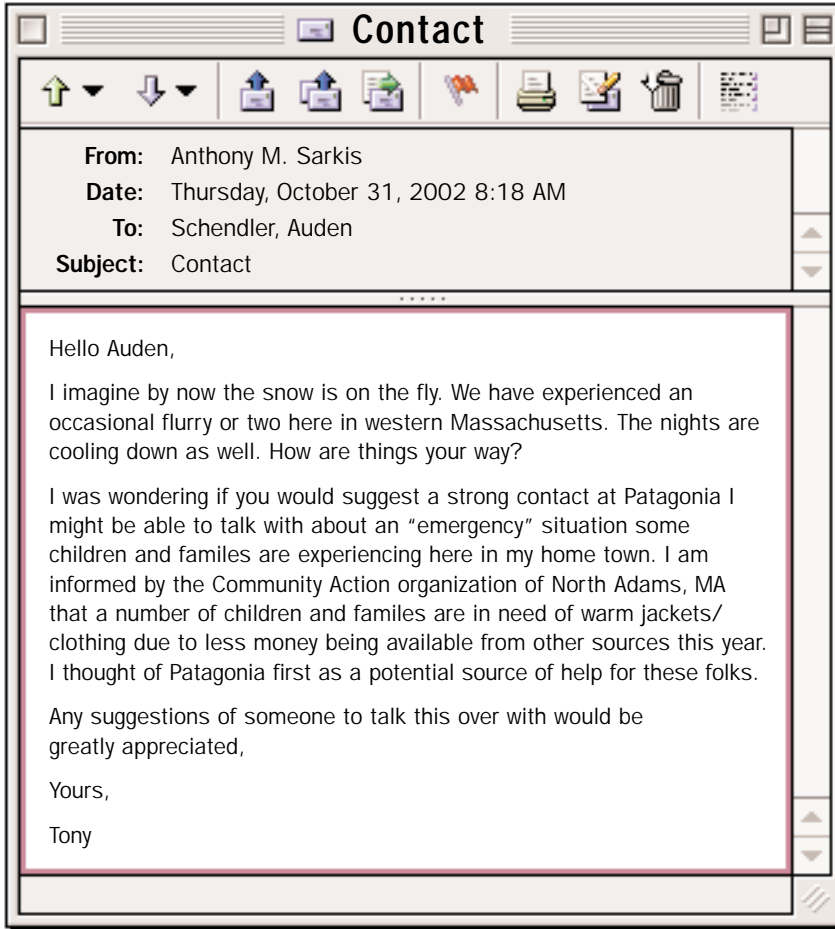 Contact
From: Anthony M. Sarkis
Date: Thursday, October 31, 2002 8:18 AM
To: Schendler, Auden
Subject: Contact
Hello Auden,
I imagine by now the snow is on the fly. We have experienced an
occasional flurry or two here in western Massachusetts. The nights are
cooling down as well. How are things your way?
I was wondering if you would suggest a strong contact at Patagonia I
might be able to talk with about an “emergency” situation some
children and familes are experiencing here in my home town. I am
informed by the Community Action organization of North Adams, MA
that a number of children and familes are in need of warm jackets/
clothing due to less money being available from other sources this year.
I thought of Patagonia first as a potential source of help for these folks.
Any suggestions of someone to talk this over with would be
greatly appreciated,
Yours,
Tony